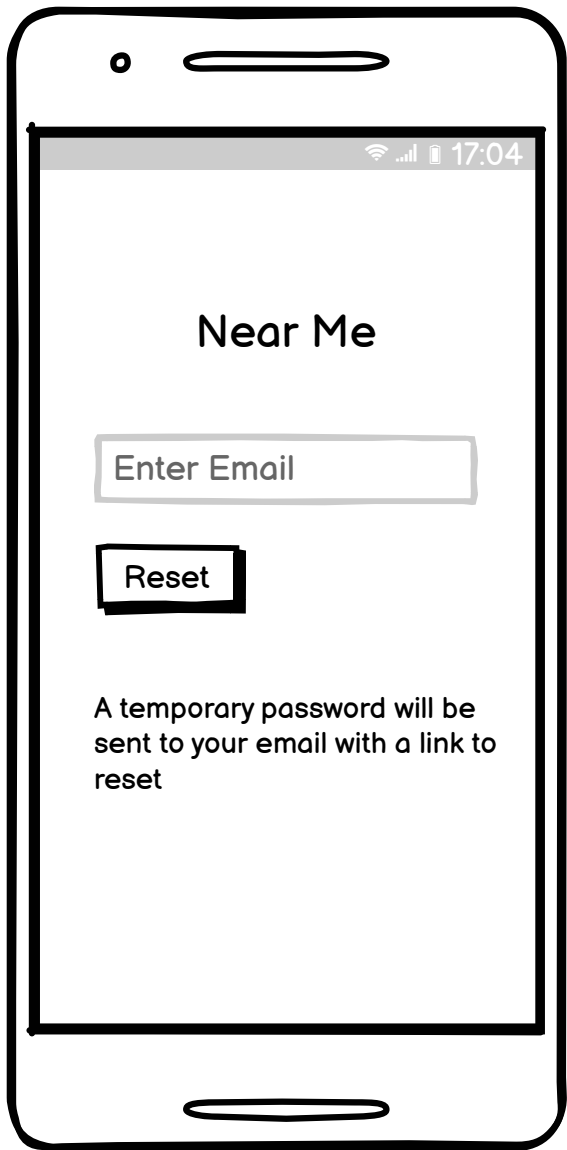 17:04
Near Me
Enter Email
Reset
A temporary password will be
sent to your email with a link to
reset